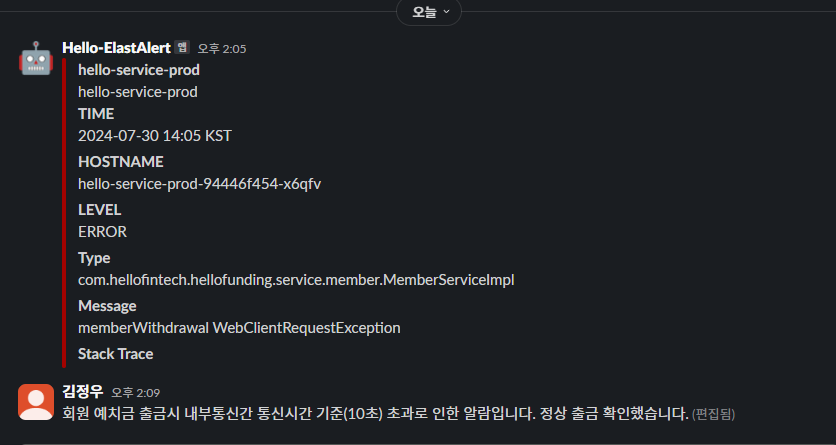 오늘
Hello-ElastAlert 앱 오후 2:05
hello-service-prod
hello-service-prod
TIME
2024-07-30 14:05 KST
HOSTNAME
hello-service-prod-94446f454-x6qfv
LEVEL
ERROR
Type
com.hellofintech.hellofunding.service.member.MemberServiceImpl
Message
memberWithdrawal WebClientRequestException
Stack Trace
김정우 오후 2:09
회원 예치금 출금시 내부통신간 통신시간 기준(10초) 초과로 인한 알람입니다. 정상 출금 확인했습니다. (편집됨)